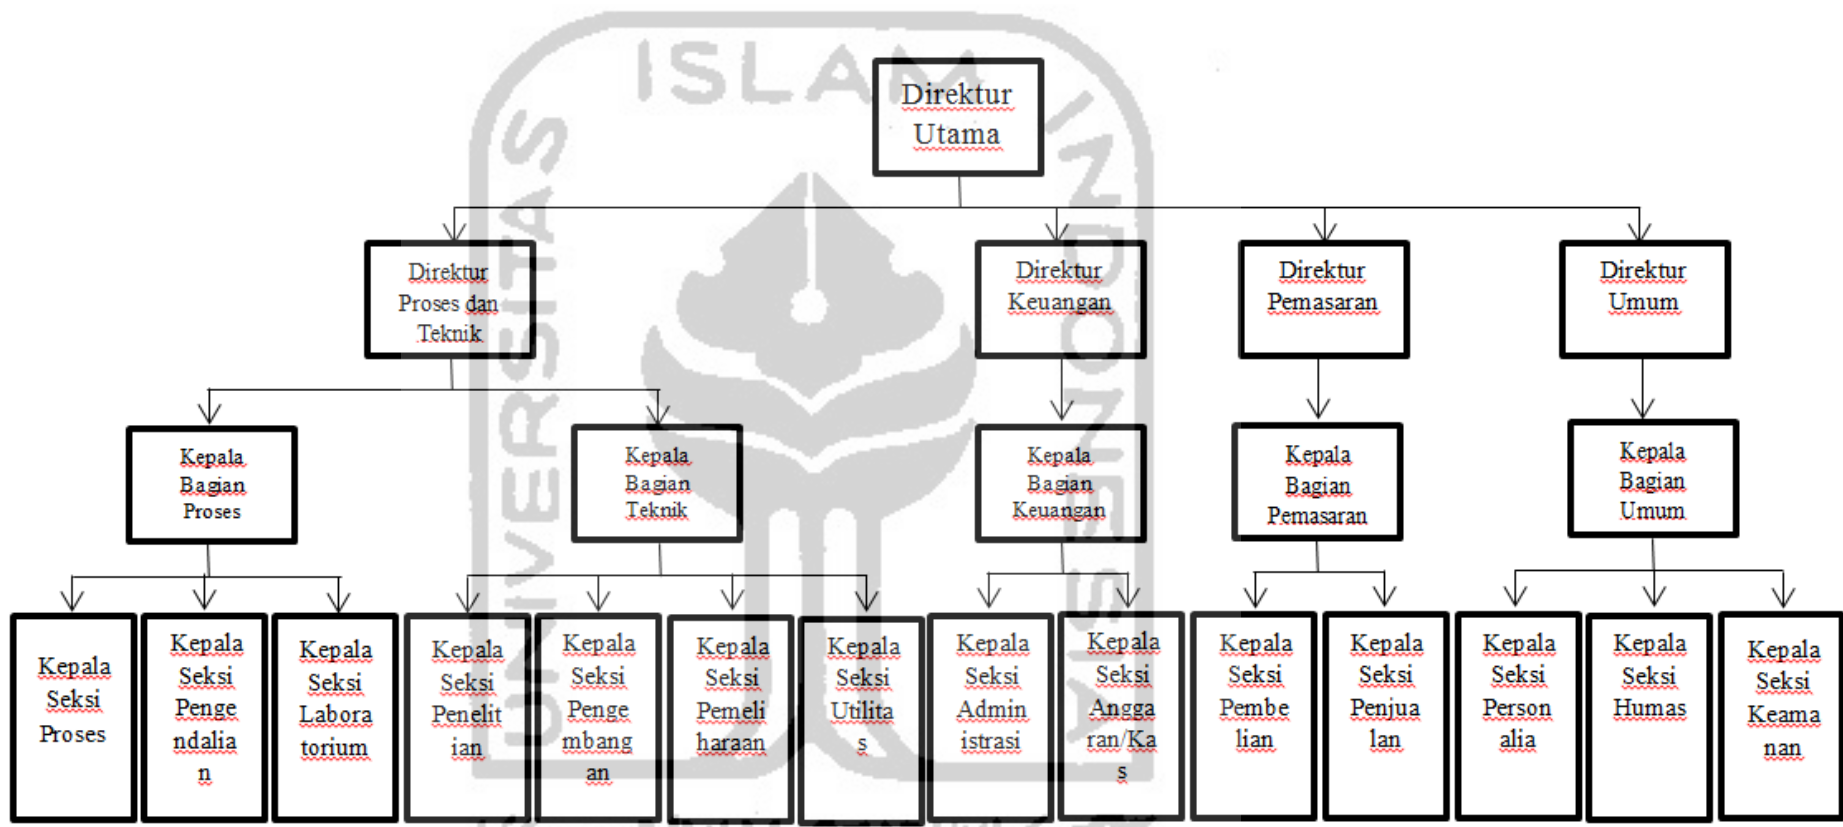 UNIVERSITAS
ISLAM
INDONESIA
Direktur
Utama
Direktur
Proses dan
Teknik
Direktur
Keuangan
Direktur
Pemasaran
Direktur
Umum
Kepala
Bagian
Proses
Kepala
Bagian
Teknik
Kepala
Bagian
Keuangan
Kepala
Bagian
Pemasaran
Kepala
Bagian
Umum
Kepala
Seksi
Proses
Kepala
Seksi
Penge
ndalia
n
Kepala
Seksi
Labora
torium
Kepala
Seksi
Penelit
ian
Kepala
Seksi
Penge
mbang
an
Kepala
Seksi
Pemeli
haraan
Kepala
Seksi
Utilita
s
Kepala
Seksi
Admin
istrasi
Kepala
Seksi
Angga
ran/Ka
s
Kepala
Seksi
Pembe
lian
Kepala
Seksi
Penjua
lan
Kepala
Seksi
Person
alia
Kepala
Seksi
Humas
Kepala
Seksi
Keama
nan